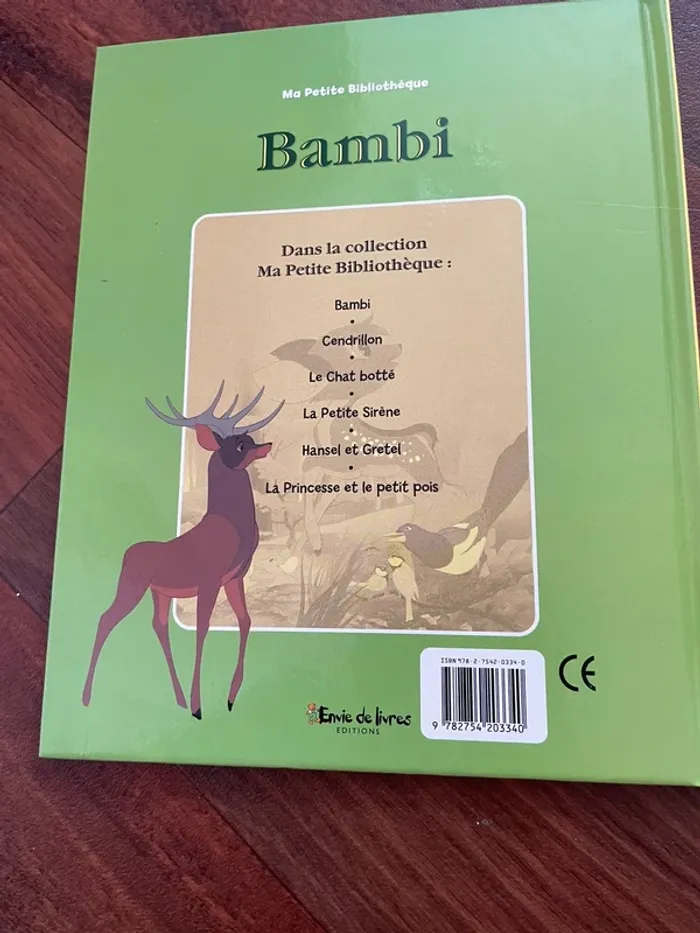 Ma Petite Bibliothèque
Bambi
Dans la collection
Ma Petite Bibliothèque :
Bambi
•
Cendrillon
•
Le Chat botté
•
La Petite Sirène
•
Hansel et Gretel
•
La Princesse et le petit pois
ISBN 978-2-7542-0334-0
9 782754 203340
CE
Envie de livres
EDITIONS